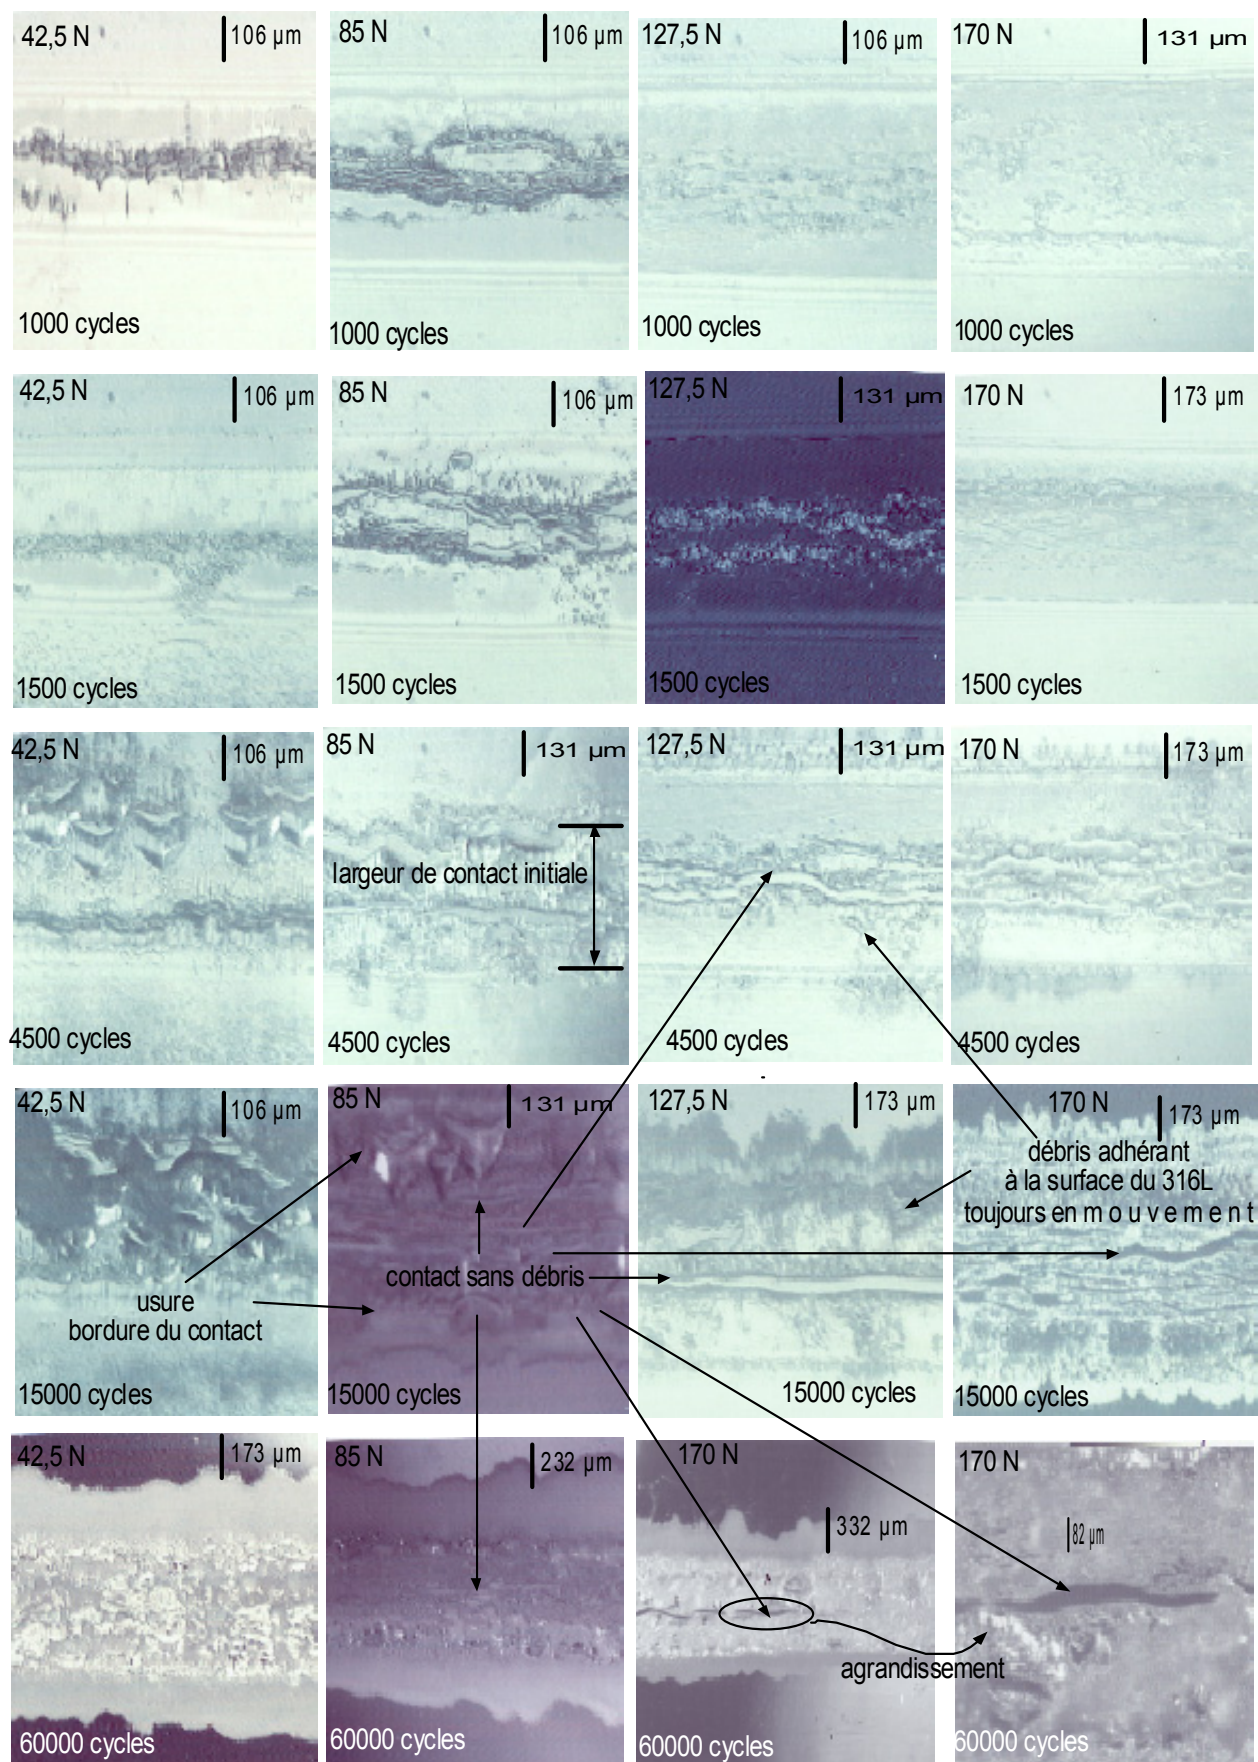 42,5 N
106 µm
85 N
106 µm
127,5 N
106 µm
170 N
131 µm
1000 cycles
1000 cycles
1000 cycles
1000 cycles
42,5 N
106 µm
85 N
106 µm
127,5 N
131 µm
170 N
173 µm
1500 cycles
1500 cycles
1500 cycles
1500 cycles
42,5 N
106 µm
85 N
131 µm
127,5 N
131 µm
170 N
173 µm
largeur de contact initiale
4500 cycles
4500 cycles
4500 cycles
4500 cycles
42,5 N
106 µm
85 N
131 µm
127,5 N
173 µm
170 N
173 µm
débris adhérant
à la surface du 316L
toujours en mouvement
contact sans débris
usure
bordure du contact
15000 cycles
15000 cycles
15000 cycles
15000 cycles
42,5 N
173 µm
85 N
232 µm
170 N
332 µm
170 N
82 µm
agrandissement
60000 cycles
60000 cycles
60000 cycles
60000 cycles